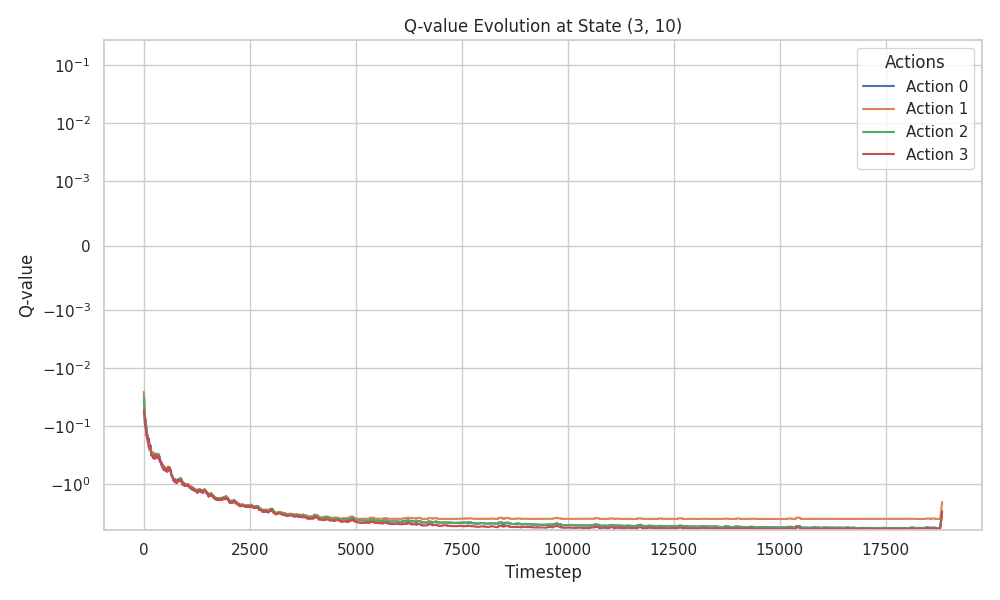 Q-value Evolution at State (3, 10)
Actions
Action 0
Action 1
Action 2
Action 3
Q-value
10⁻¹
10⁻²
10⁻³
0
−10⁻³
−10⁻²
−10⁻¹
−10⁰
0 2500 5000 7500 10000 12500 15000 17500
Timestep